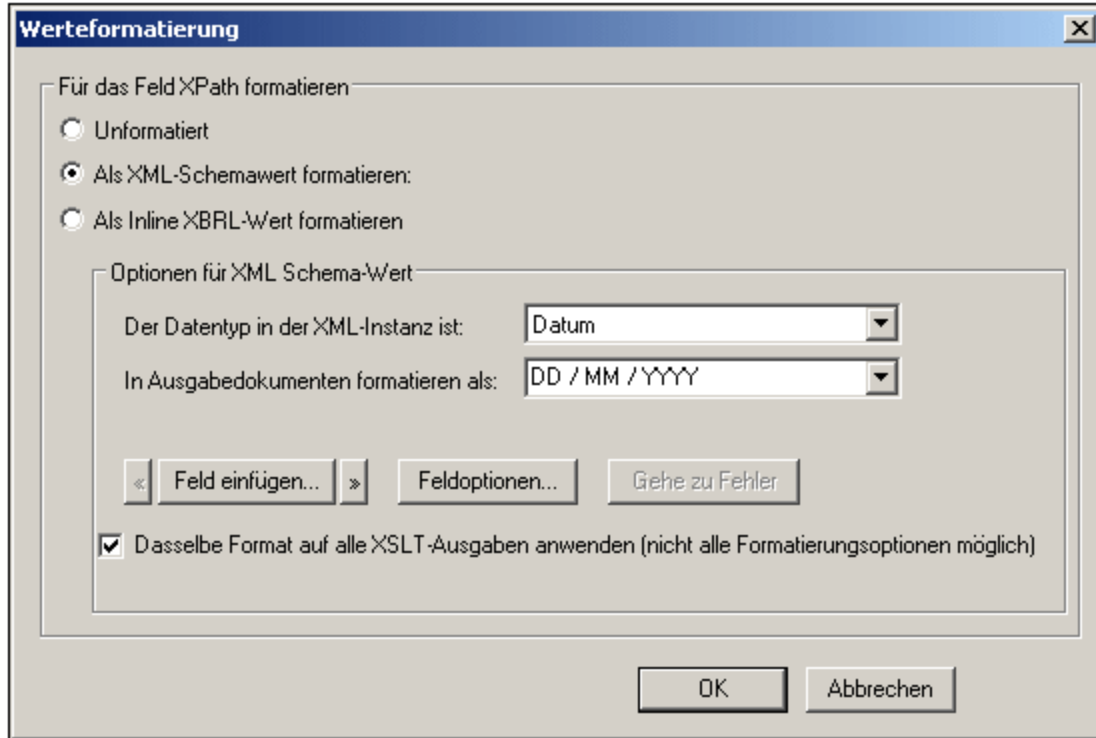 Werteformatierung
Für das Feld XPath formatieren
Unformatiert
Als XML-Schemawert formatieren:
Als Inline XBRL-Wert formatieren
Optionen für XML Schema-Wert
Der Datentyp in der XML-Instanz ist: Datum
In Ausgabedokumenten formatieren als: DD / MM / YYYY
« Feld einfügen... » Feldoptionen... Gehe zu Fehler
Dasselbe Format auf alle XSLT-Ausgaben anwenden (nicht alle Formatierungsoptionen möglich)
OK Abbrechen